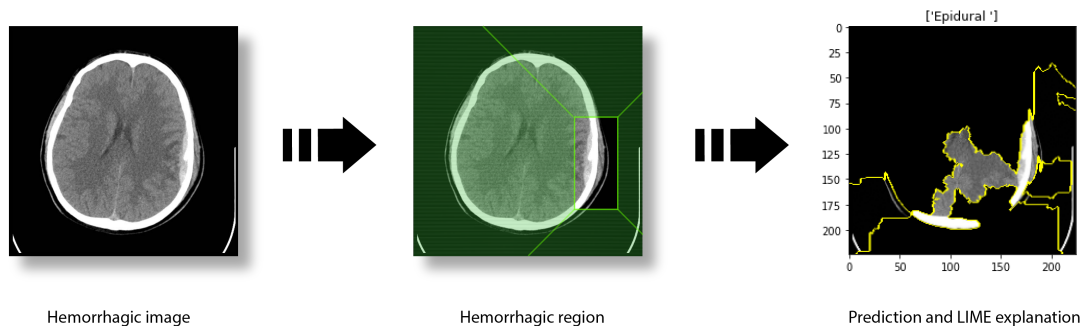 ['Epidural ']
0
25
50
75
100
125
150
175
200
0 50 100 150 200
Hemorrhagic image
Hemorrhagic region
Prediction and LIME explanation